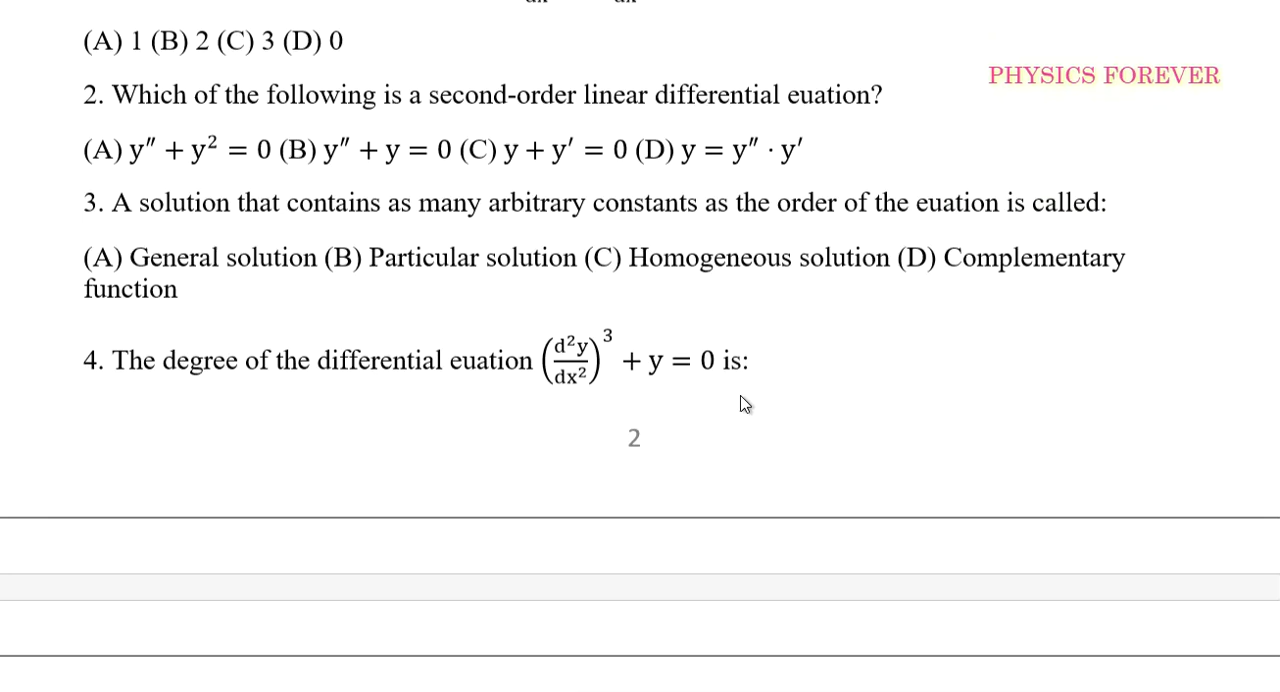 (A) 1 (B) 2 (C) 3 (D) 0
PHYSICS FOREVER
2. Which of the following is a second-order linear differential euation?
(A) y″ + y² = 0 (B) y″ + y = 0 (C) y + y′ = 0 (D) y = y″ · y′
3. A solution that contains as many arbitrary constants as the order of the euation is called:
(A) General solution (B) Particular solution (C) Homogeneous solution (D) Complementary
function
4. The degree of the differential euation (d²y/dx²)³ + y = 0 is:
2